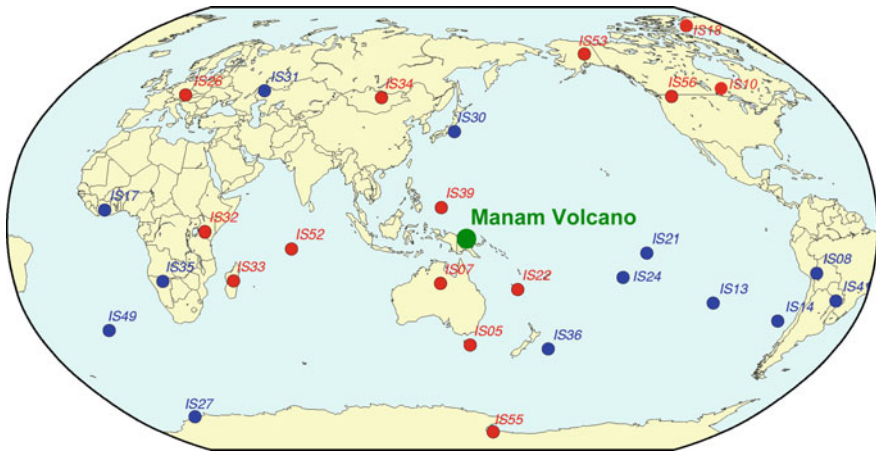 IS18
IS53
IS26
IS31
IS34
IS56
IS10
IS30
IS17
IS39
Manam Volcano
IS32
IS52
IS21
IS08
IS35
IS33
IS07
IS22
IS24
IS13
IS41
IS49
IS14
IS05
IS36
IS27
IS55